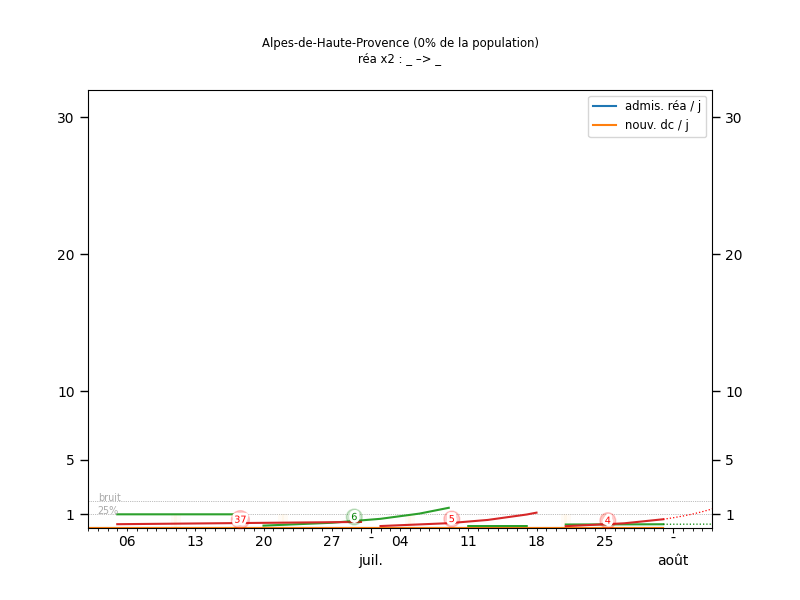 Alpes-de-Haute-Provence (0% de la population)
réa x2 : _ –> _
admis. réa / j
nouv. dc / j
30 30
20 20
10 10
5 5
bruit
25%
1 1
37 6 5 4
06 13 20 27 - 04 11 18 25 -
juil. août